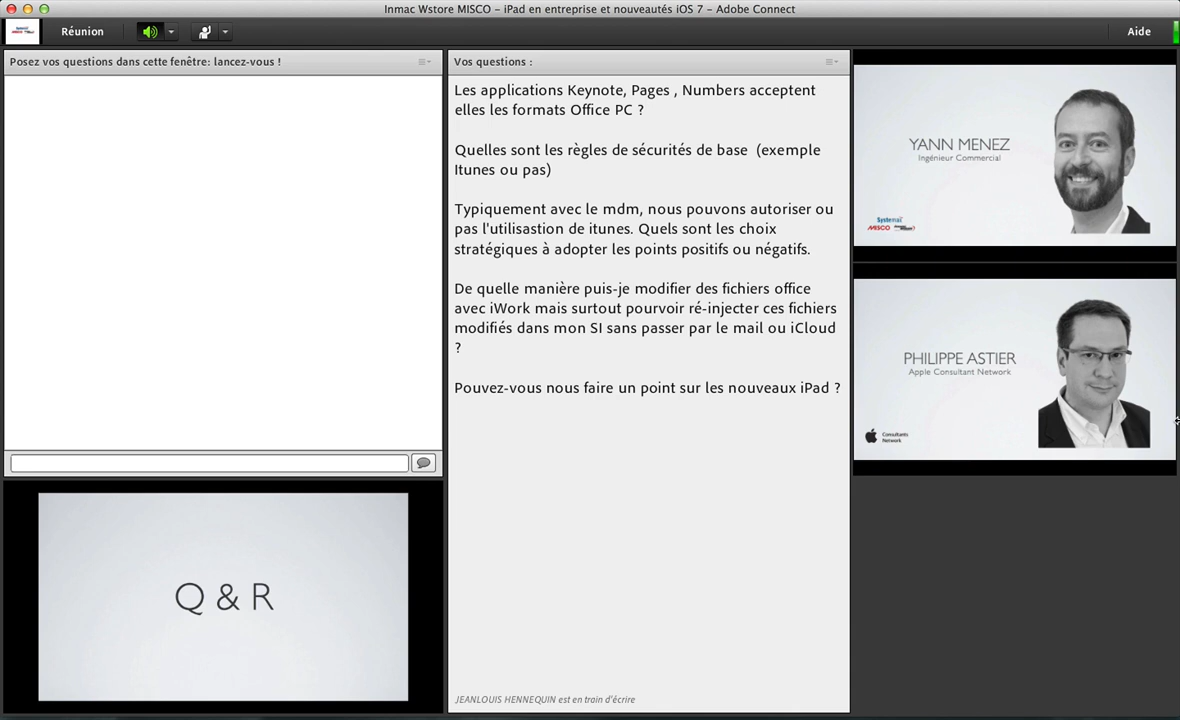 Inmac Wstore MISCO – iPad en entreprise et nouveautés iOS 7 – Adobe Connect
Réunion
Aide
Posez vos questions dans cette fenêtre: lancez-vous !
Vos questions :
Les applications Keynote, Pages , Numbers acceptent
elles les formats Office PC ?
Quelles sont les règles de sécurités de base  (exemple
Itunes ou pas)
Typiquement avec le mdm, nous pouvons autoriser ou
pas l'utilisastion de itunes. Quels sont les choix
stratégiques à adopter les points positifs ou négatifs.
De quelle manière puis-je modifier des fichiers office
avec iWork mais surtout pourvoir ré-injecter ces fichiers
modifiés dans mon SI sans passer par le mail ou iCloud
?
Pouvez-vous nous faire un point sur les nouveaux iPad ?
JEANLOUIS HENNEQUIN est en train d'écrire
YANN MENEZ
Ingénieur Commercial
Systemax
MISCO
PHILIPPE ASTIER
Apple Consultant Network
Consultants
Network
Q & R